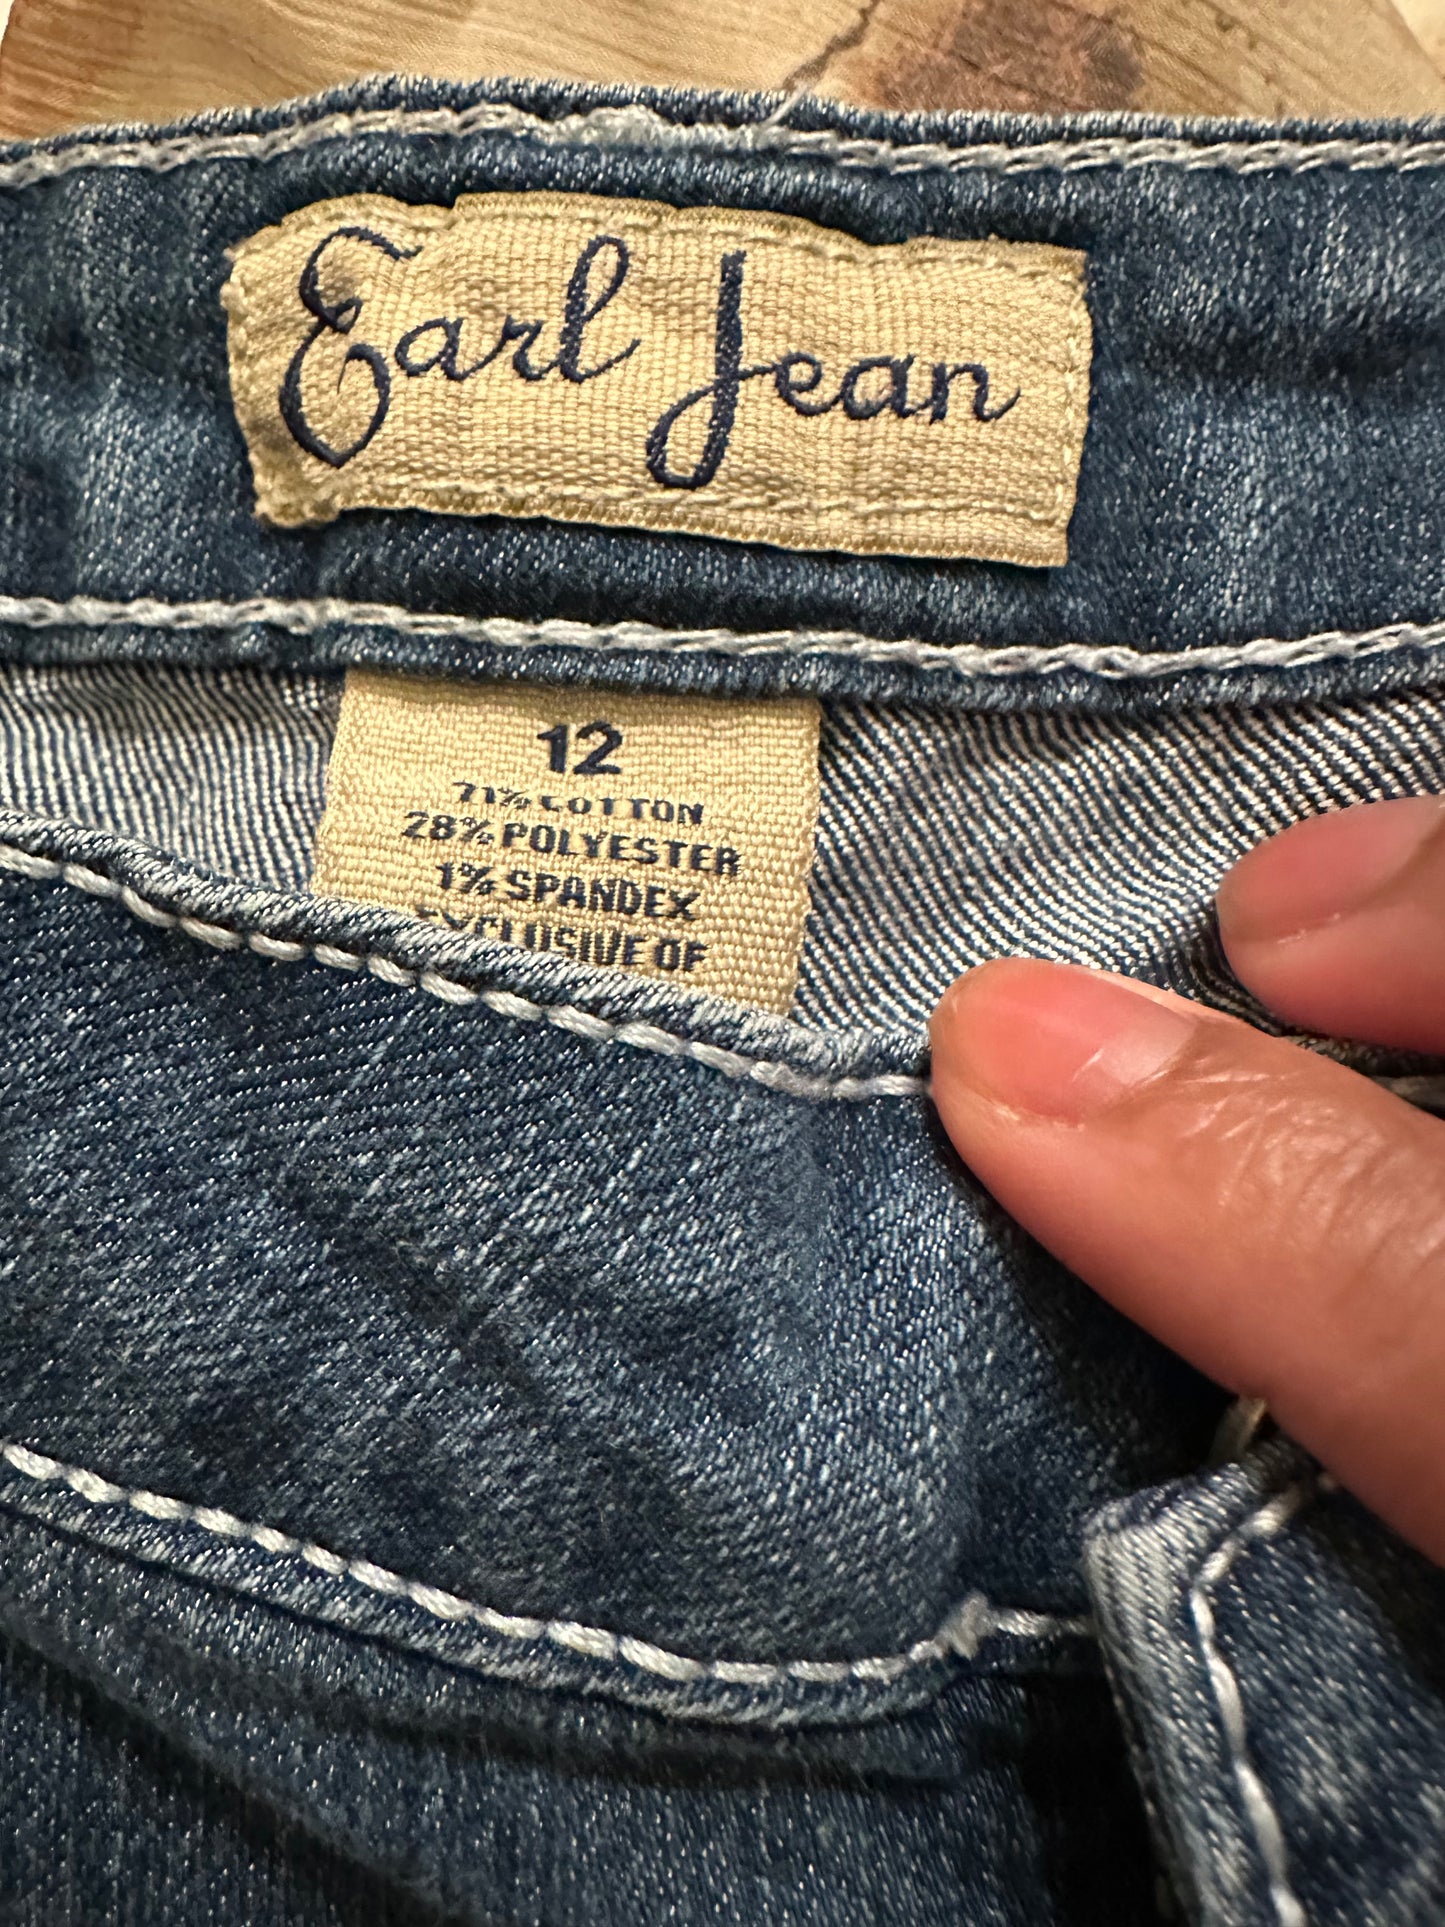 Earl Jean
12
71% COTTON
28% POLYESTER
1% SPANDEX
EXCLUSIVE OF